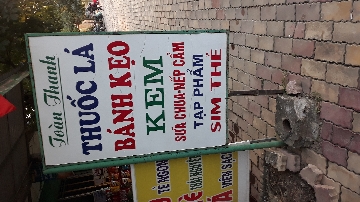 Toàn Thanh
THUỐC LÁ
BÁNH KẸO
KEM
SỮA CHUA-NẾP CẨM
TẠP PHẨM
SIM THẺ